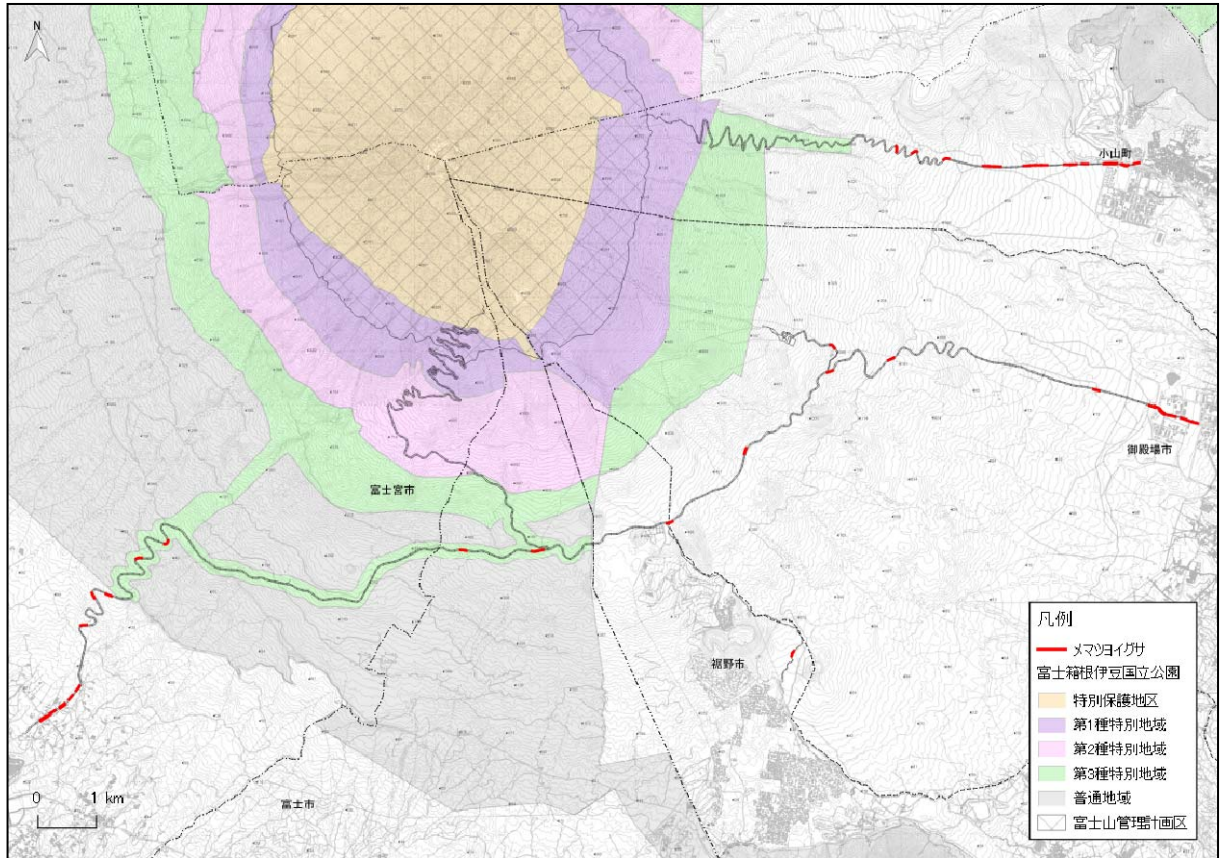 N
小山町
御殿場市
富士宮市
裾野市
富士市
0 1 km
凡例
メマツヨイグサ
富士箱根伊豆国立公園
特別保護地区
第1種特別地域
第2種特別地域
第3種特別地域
普通地域
富士山管理計画区